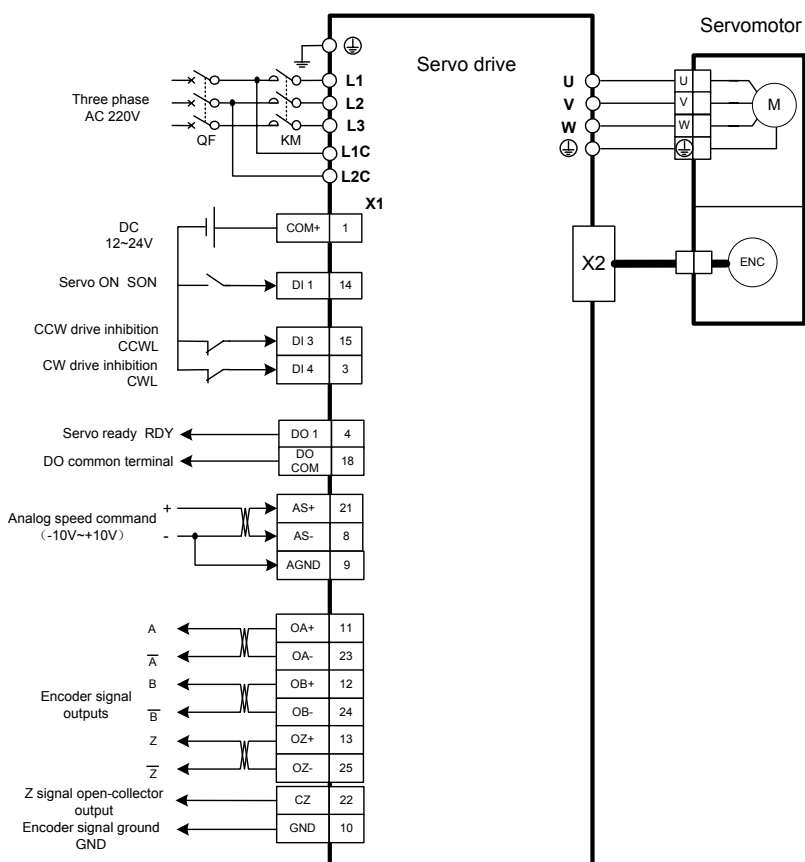 Servomotor
Servo drive
Three phase
AC 220V
QF
KM
L1
L2
L3
L1C
L2C
U
V
W
U
V
W
M
X1
DC
12~24V
COM+ 1
Servo ON SON
DI 1 14
CCW drive inhibition
CCWL
DI 3 15
CW drive inhibition
CWL
DI 4 3
X2
ENC
Servo ready RDY
DO 1 4
DO common terminal
DO
COM 18
Analog speed command
（-10V~+10V）
+
-
AS+ 21
AS- 8
AGND 9
Encoder signal
outputs
A OA+ 11
A̅ OA- 23
B OB+ 12
B̅ OB- 24
Z OZ+ 13
Z̅ OZ- 25
Z signal open-collector
output
CZ 22
Encoder signal ground
GND
GND 10